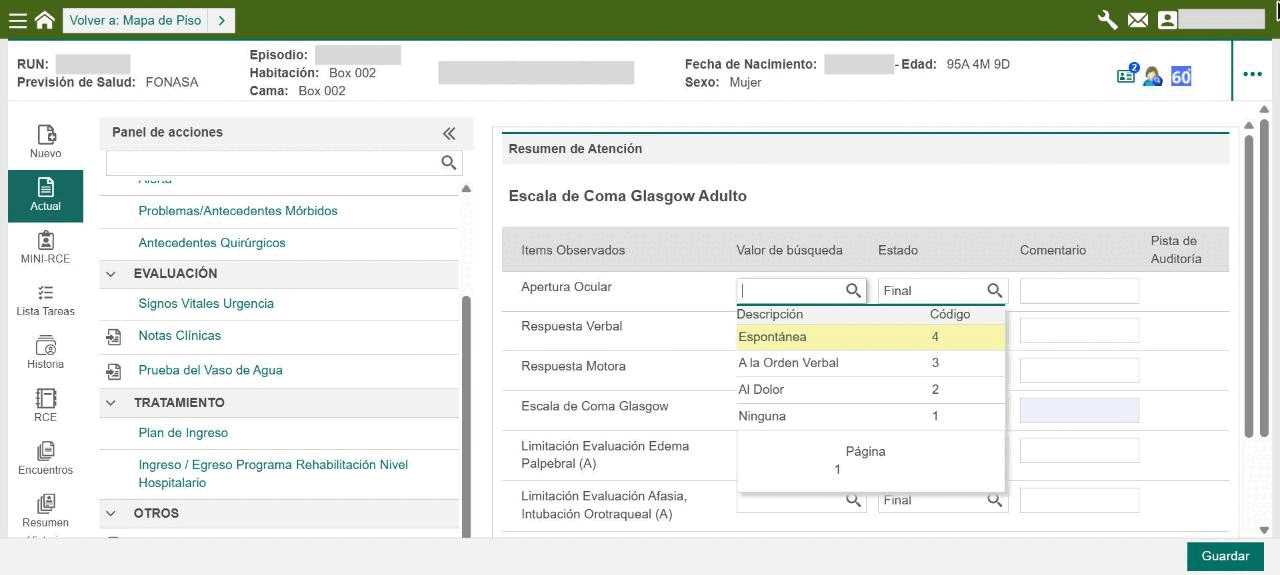 Volver a: Mapa de Piso
RUN:
Previsión de Salud: FONASA
Episodio:
Habitación: Box 002
Cama: Box 002
Fecha de Nacimiento: - Edad: 95A 4M 9D
Sexo: Mujer
2
60'
Nuevo
Actual
MINI-RCE
Lista Tareas
Historia
RCE
Encuentros
Resumen
Panel de acciones
Alerta
Problemas/Antecedentes Mórbidos
Antecedentes Quirúrgicos
EVALUACIÓN
Signos Vitales Urgencia
Notas Clínicas
Prueba del Vaso de Agua
TRATAMIENTO
Plan de Ingreso
Ingreso / Egreso Programa Rehabilitación Nivel
Hospitalario
OTROS
Resumen de Atención
Escala de Coma Glasgow Adulto
Items Observados Valor de búsqueda Estado Comentario Pista de
Auditoría
Apertura Ocular Final
Descripción Código
Espontánea 4
A la Orden Verbal 3
Al Dolor 2
Ninguna 1
Página
1
Respuesta Verbal
Respuesta Motora
Escala de Coma Glasgow
Limitación Evaluación Edema
Palpebral (A)
Limitación Evaluación Afasia,
Intubación Orotraqueal (A) Final
Guardar